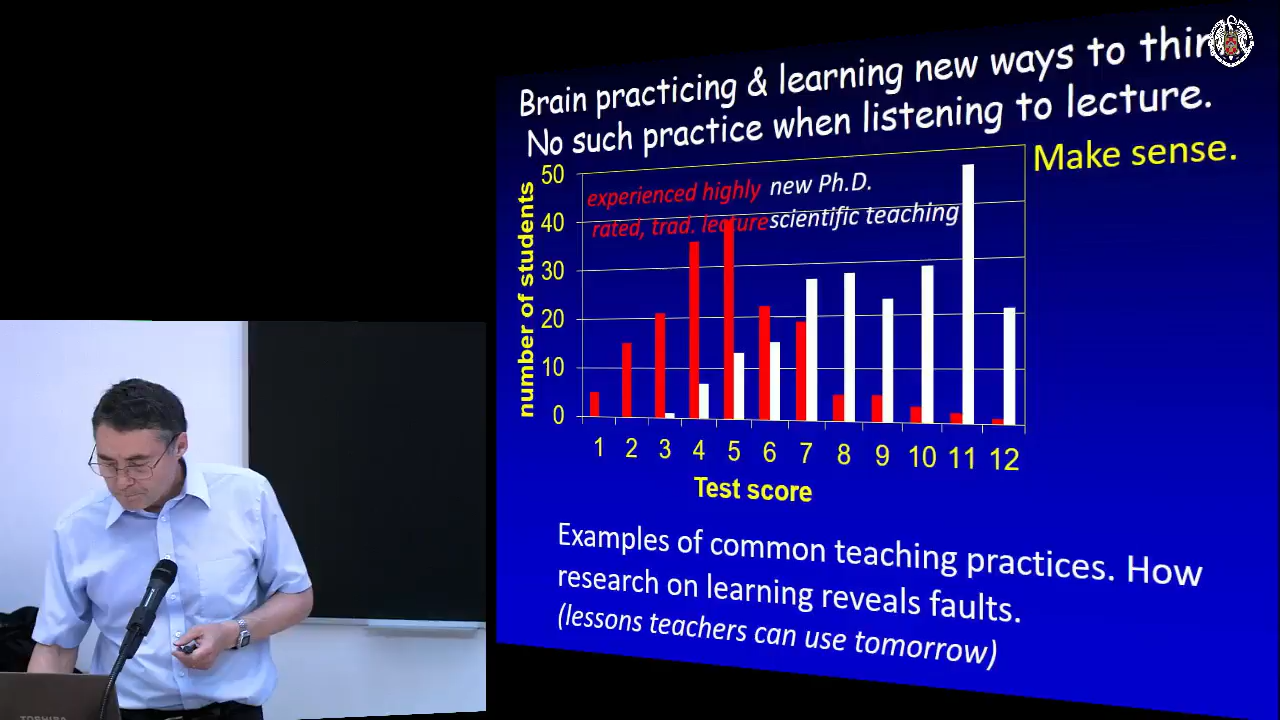 Brain practicing & learning new ways to thin
No such practice when listening to lecture.
Make sense.
50
40
30
20
10
0
number of students
experienced highly
rated, trad. lecture
new Ph.D.
scientific teaching
1 2 3 4 5 6 7 8 9 10 11 12
Test score
Examples of common teaching practices. How
research on learning reveals faults.
(lessons teachers can use tomorrow)
TOSHIBA